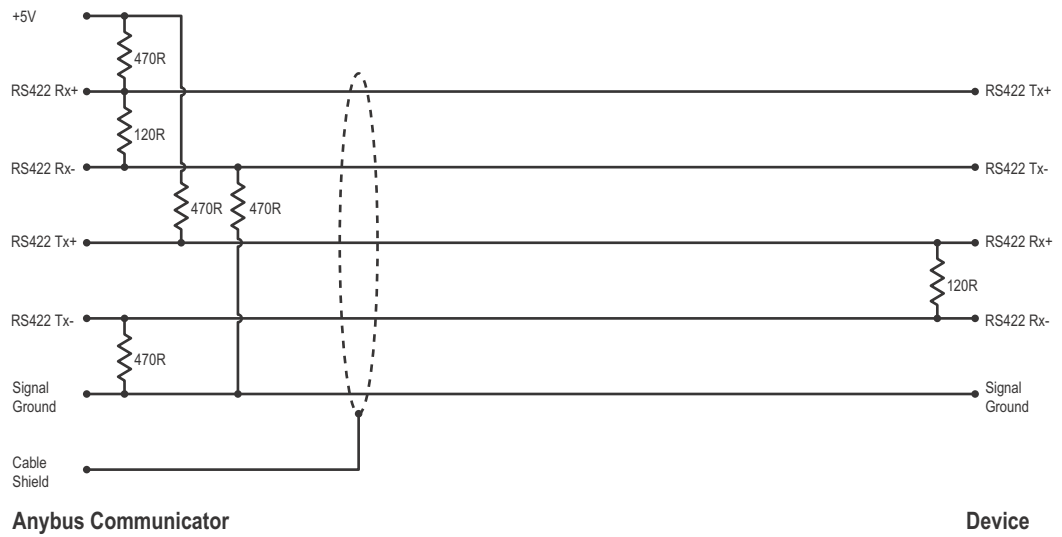 +5V
470R
RS422 Rx+
RS422 Tx+
120R
RS422 Rx-
RS422 Tx-
470R
470R
RS422 Tx+
RS422 Rx+
120R
RS422 Tx-
RS422 Rx-
470R
Signal
Ground
Signal
Ground
Cable
Shield
Anybus Communicator
Device